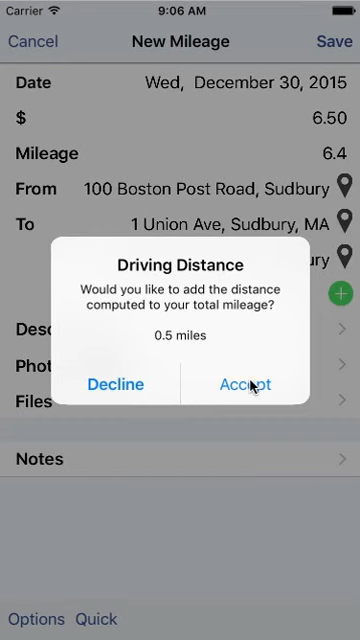 Carrier 9:06 AM
Cancel New Mileage Save
Date Wed, December 30, 2015
$ 6.50
Mileage 6.4
From 100 Boston Post Road, Sudbury
To 1 Union Ave, Sudbury, MA
Driving Distance
Would you like to add the distance
computed to your total mileage?
0.5 miles
Decline Accept
Files
Notes
Options Quick